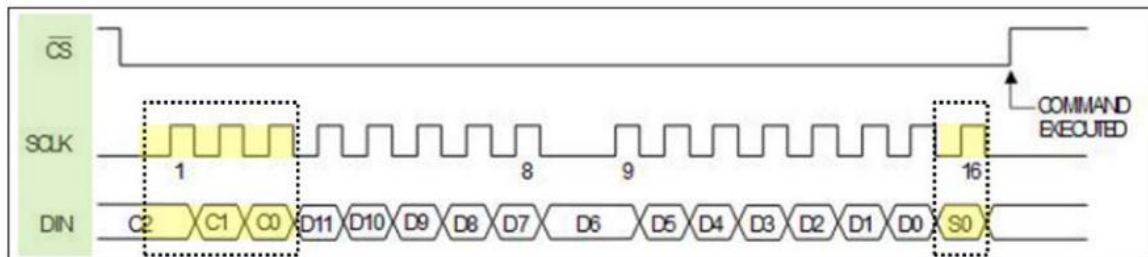 CS
COMMAND
EXECUTED
SCLK
1 8 9 16
DIN C2 C1 C0 D11 D10 D9 D8 D7 D6 D5 D4 D3 D2 D1 D0 S0